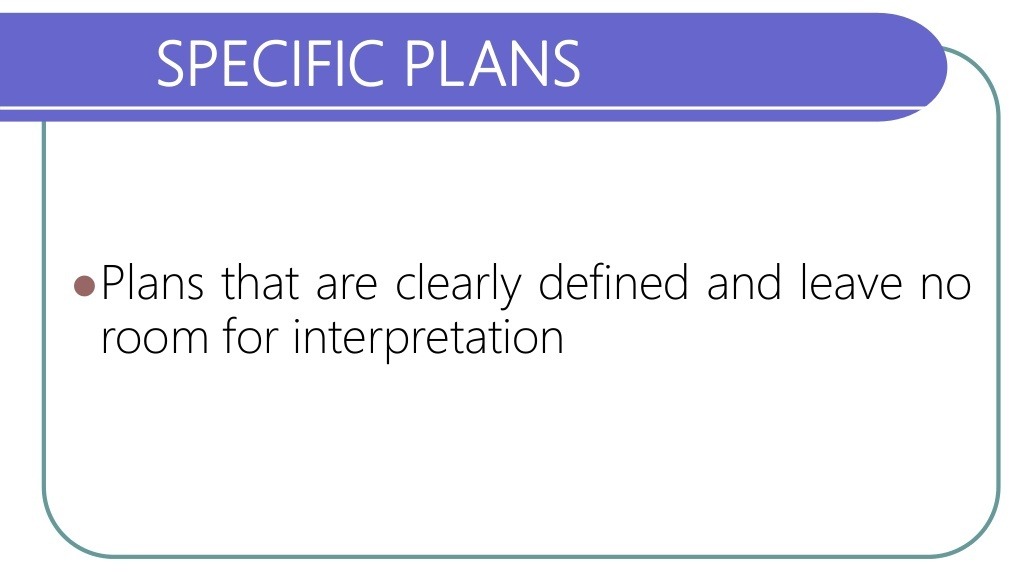 SPECIFIC PLANS
Plans that are clearly defined and leave no
room for interpretation